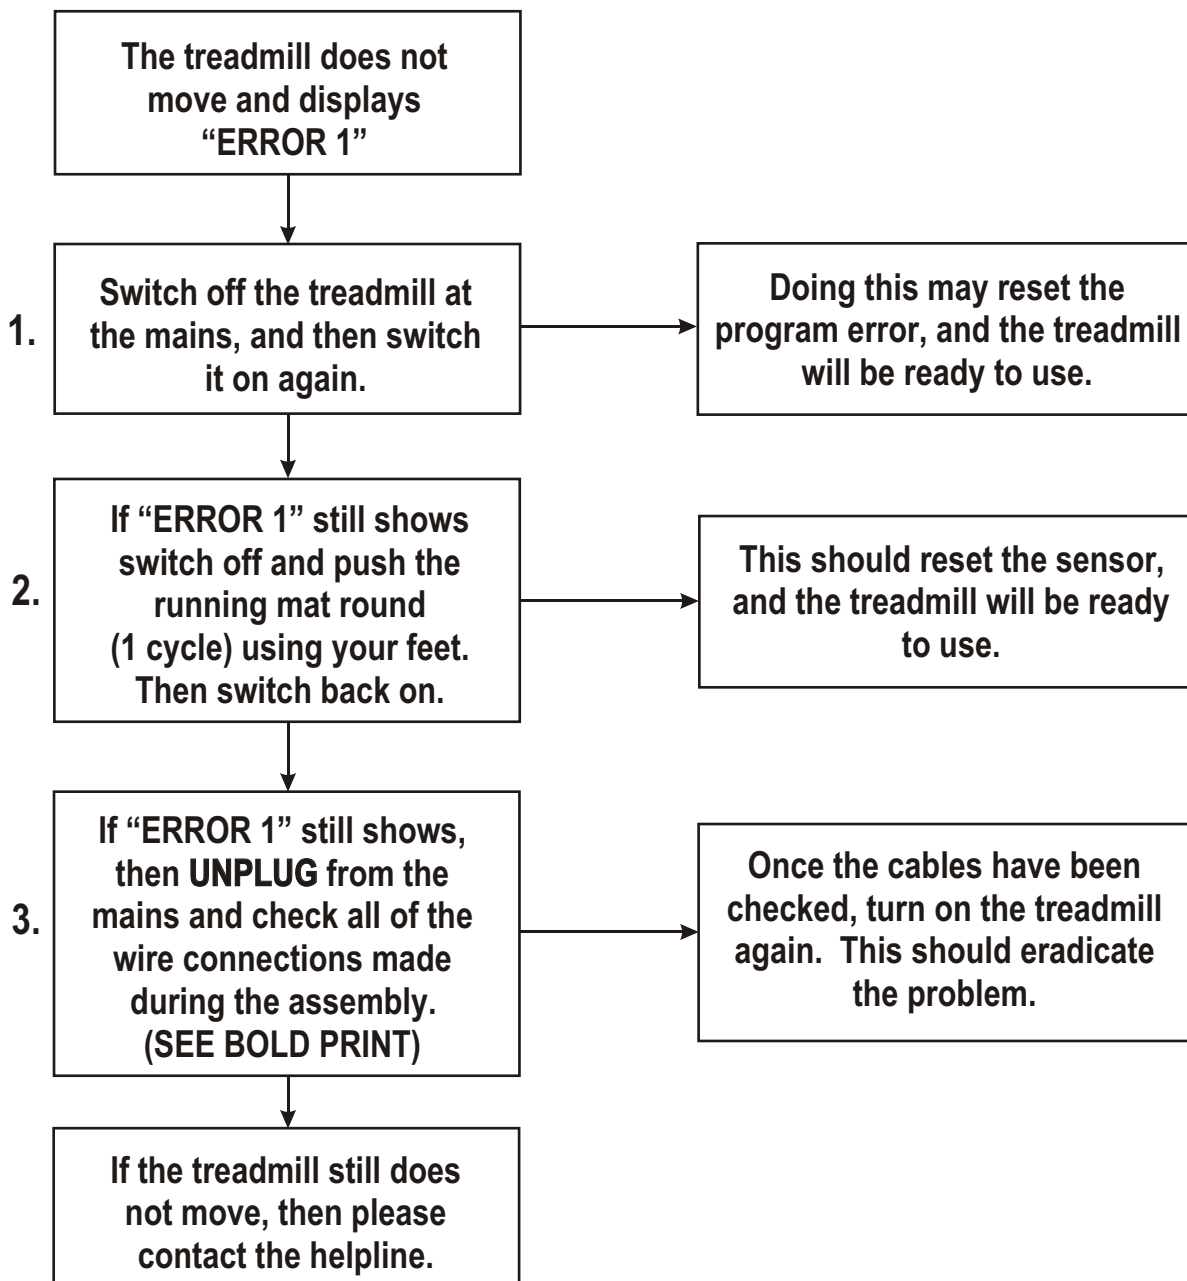 The treadmill does not
move and displays
“ERROR 1”
1.
Switch off the treadmill at
the mains, and then switch
it on again.
Doing this may reset the
program error, and the treadmill
will be ready to use.
2.
If “ERROR 1” still shows
switch off and push the
running mat round
(1 cycle) using your feet.
Then switch back on.
This should reset the sensor,
and the treadmill will be ready
to use.
3.
If “ERROR 1” still shows,
then UNPLUG from the
mains and check all of the
wire connections made
during the assembly.
(SEE BOLD PRINT)
Once the cables have been
checked, turn on the treadmill
again. This should eradicate
the problem.
If the treadmill still does
not move, then please
contact the helpline.